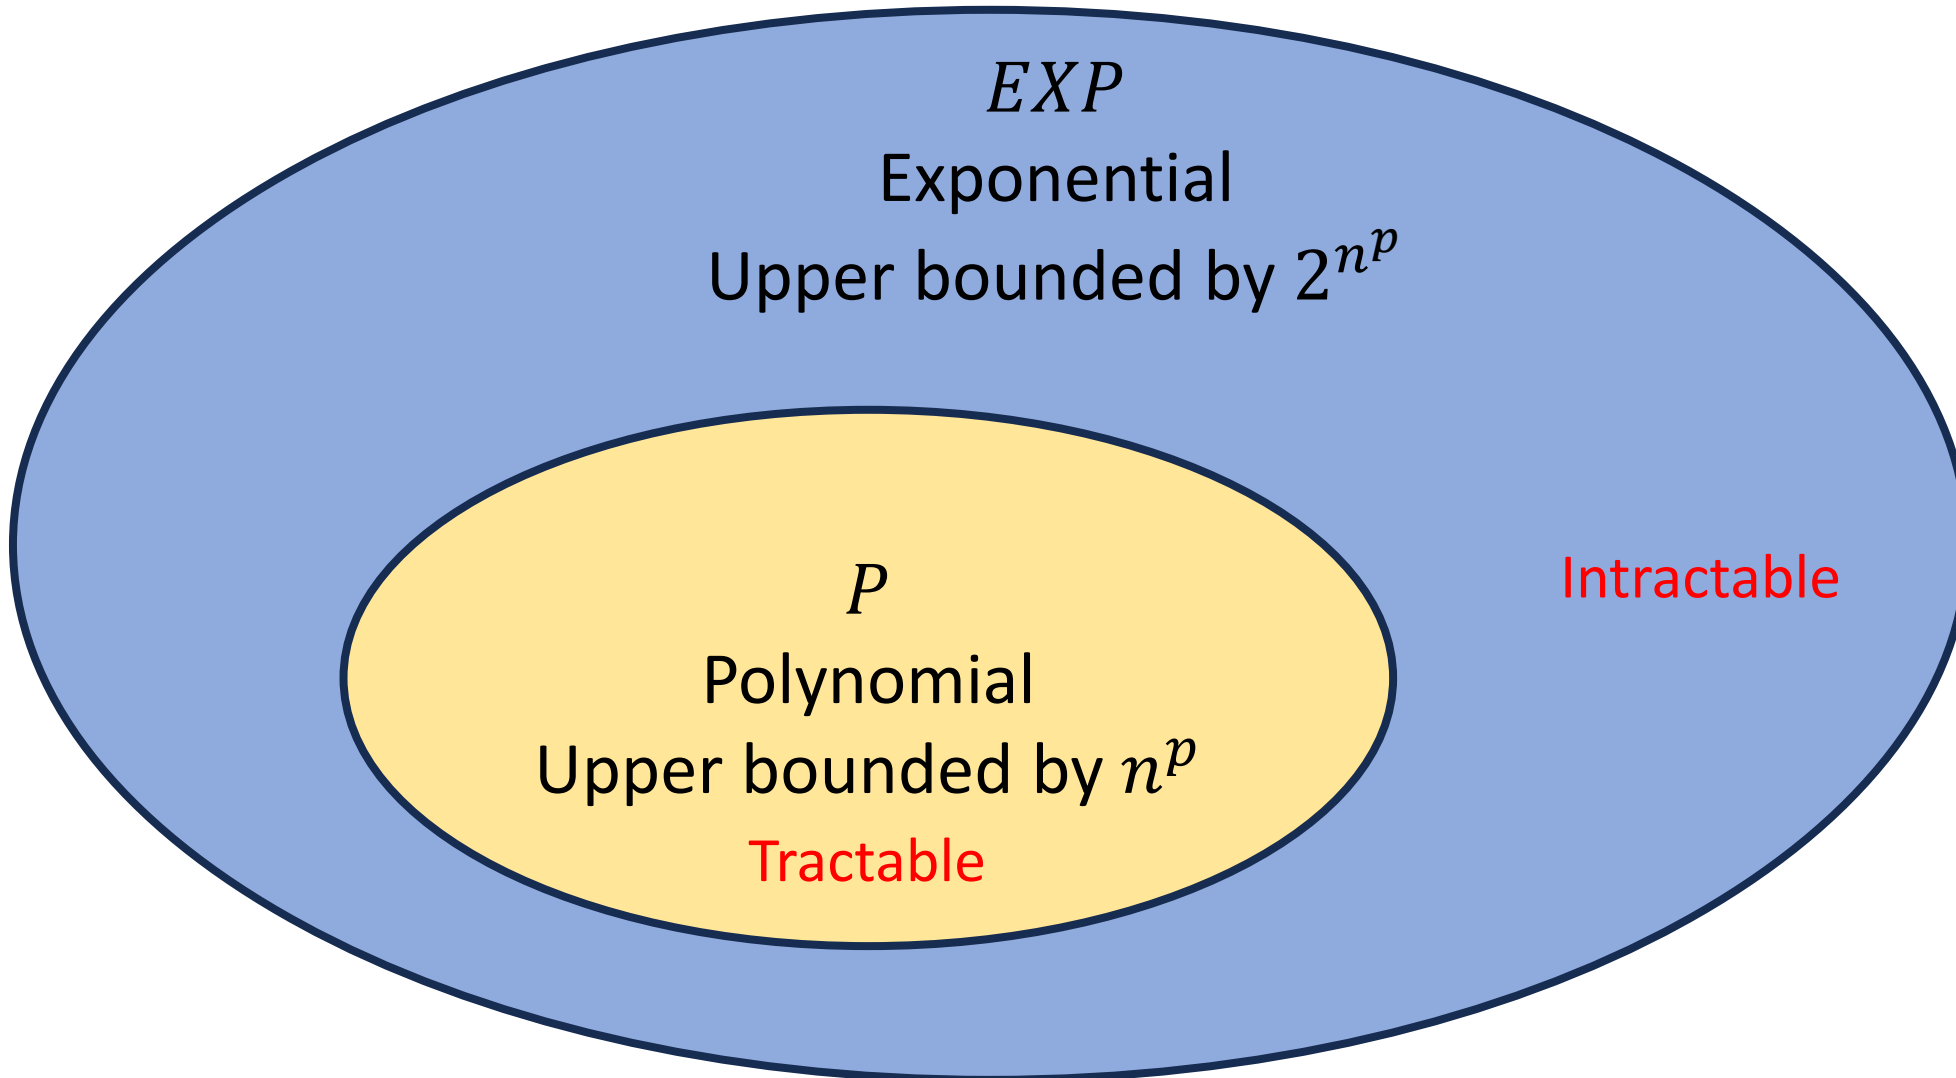 EXP
Exponential
Upper bounded by $2^{n^p}$
Intractable
P
Polynomial
Upper bounded by $n^p$
Tractable